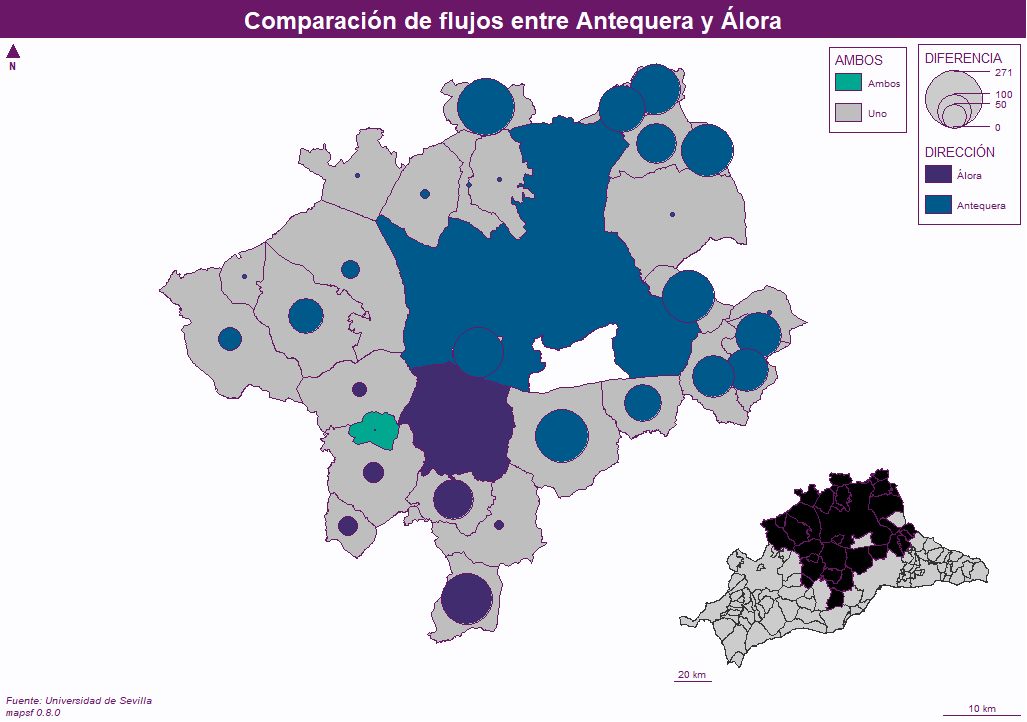 Comparación de flujos entre Antequera y Álora
N
AMBOS
Ambos
Uno
DIFERENCIA
271
100
50
0
DIRECCIÓN
Álora
Antequera
20 km
10 km
Fuente: Universidad de Sevilla
mapsf 0.8.0